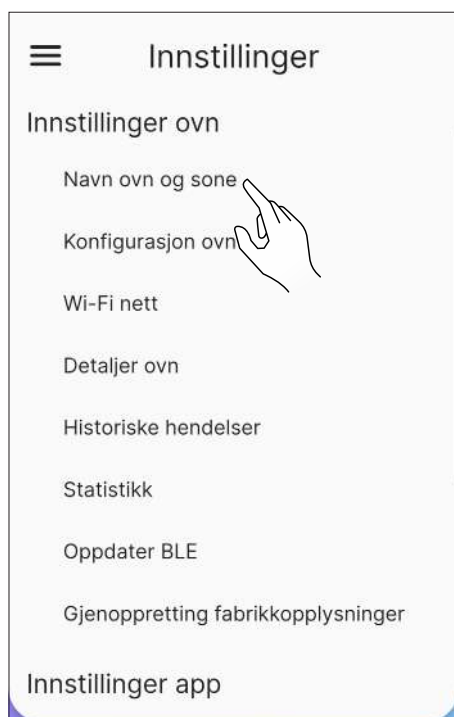 Innstillinger
Innstillinger ovn
Navn ovn og sone
Konfigurasjon ovn
Wi-Fi nett
Detaljer ovn
Historiske hendelser
Statistikk
Oppdater BLE
Gjenoppretting fabrikkopplysninger
Innstillinger app